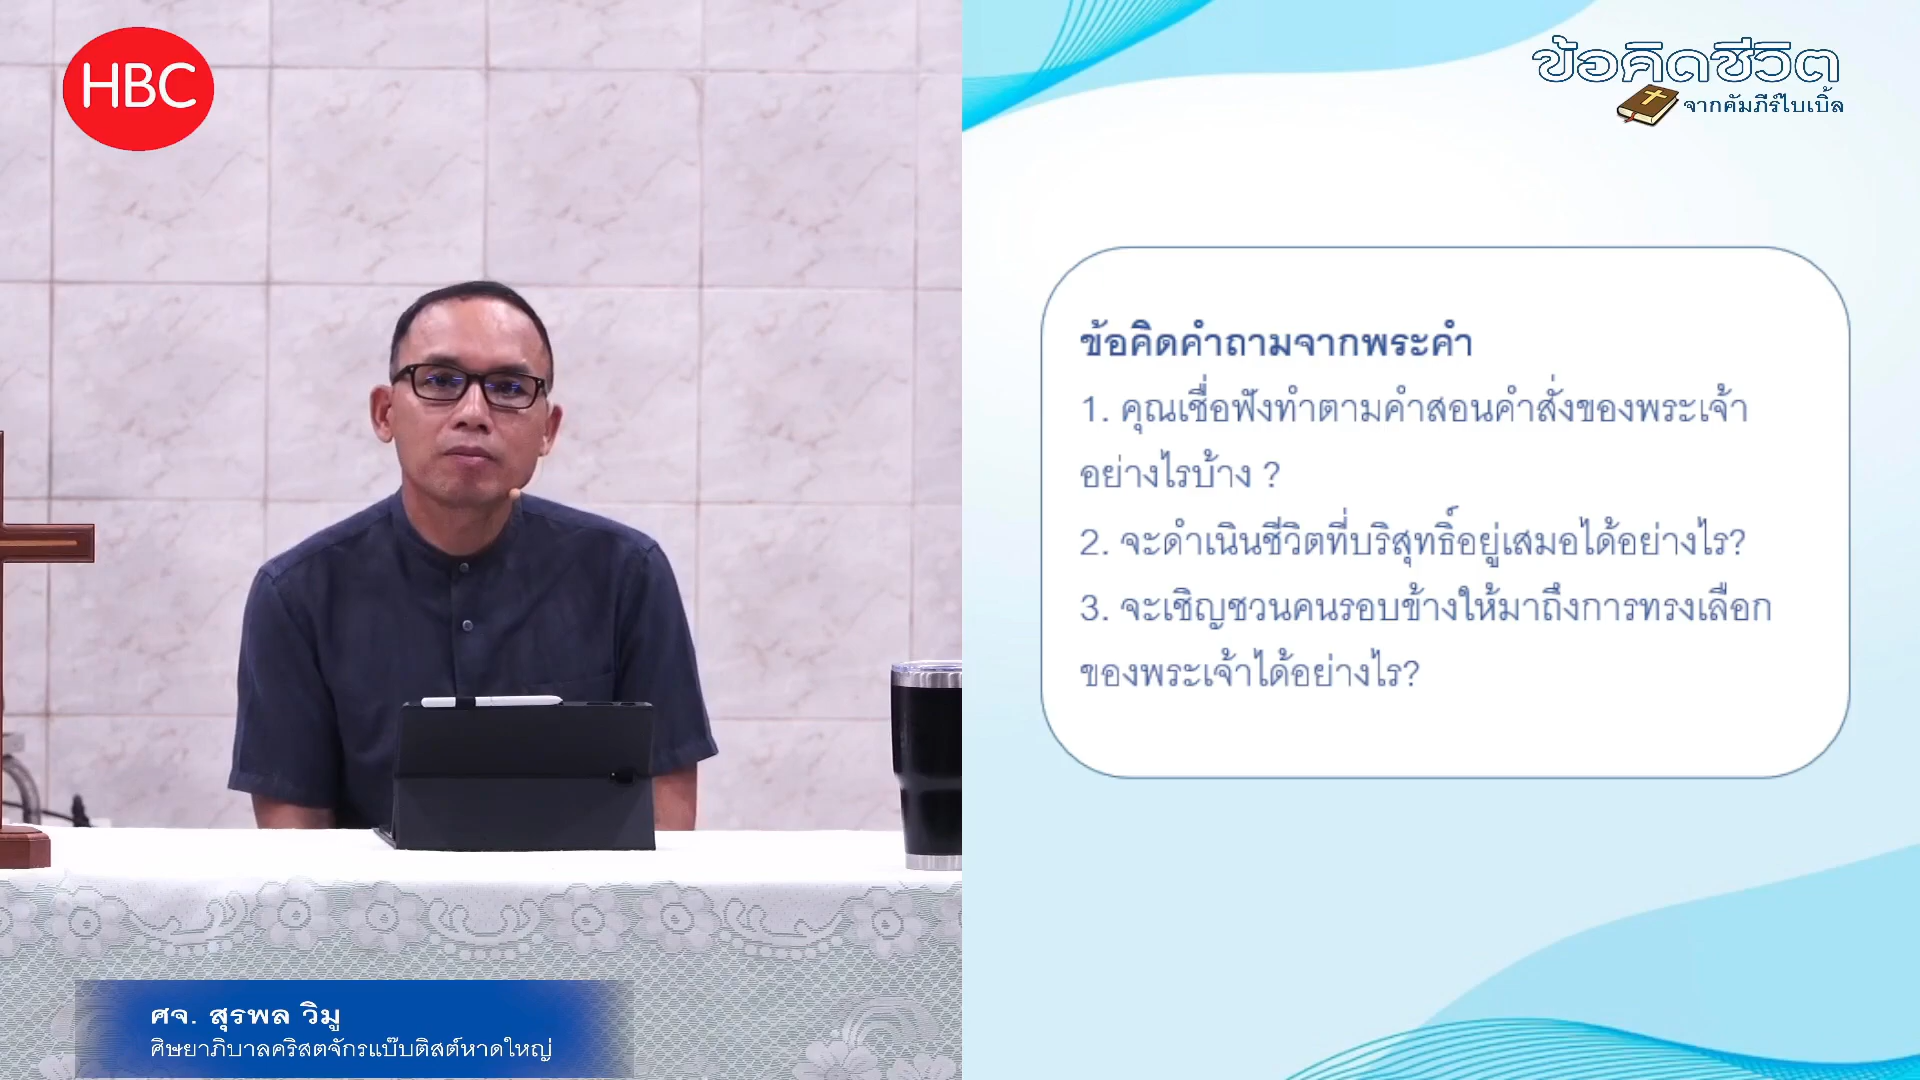 HBC
ข้อคิดชีวิต
จากคัมภีร์ไบเบิ้ล
ข้อคิดคำถามจากพระคำ
1. คุณเชื่อฟังทำตามคำสอนคำสั่งของพระเจ้า
อย่างไรบ้าง ?
2. จะดำเนินชีวิตที่บริสุทธิ์อยู่เสมอได้อย่างไร?
3. จะเชิญชวนคนรอบข้างให้มาถึงการทรงเลือก
ของพระเจ้าได้อย่างไร?
ศจ. สุรพล วิมู
ศิษยาภิบาลคริสตจักรแบ๊บติสต์หาดใหญ่